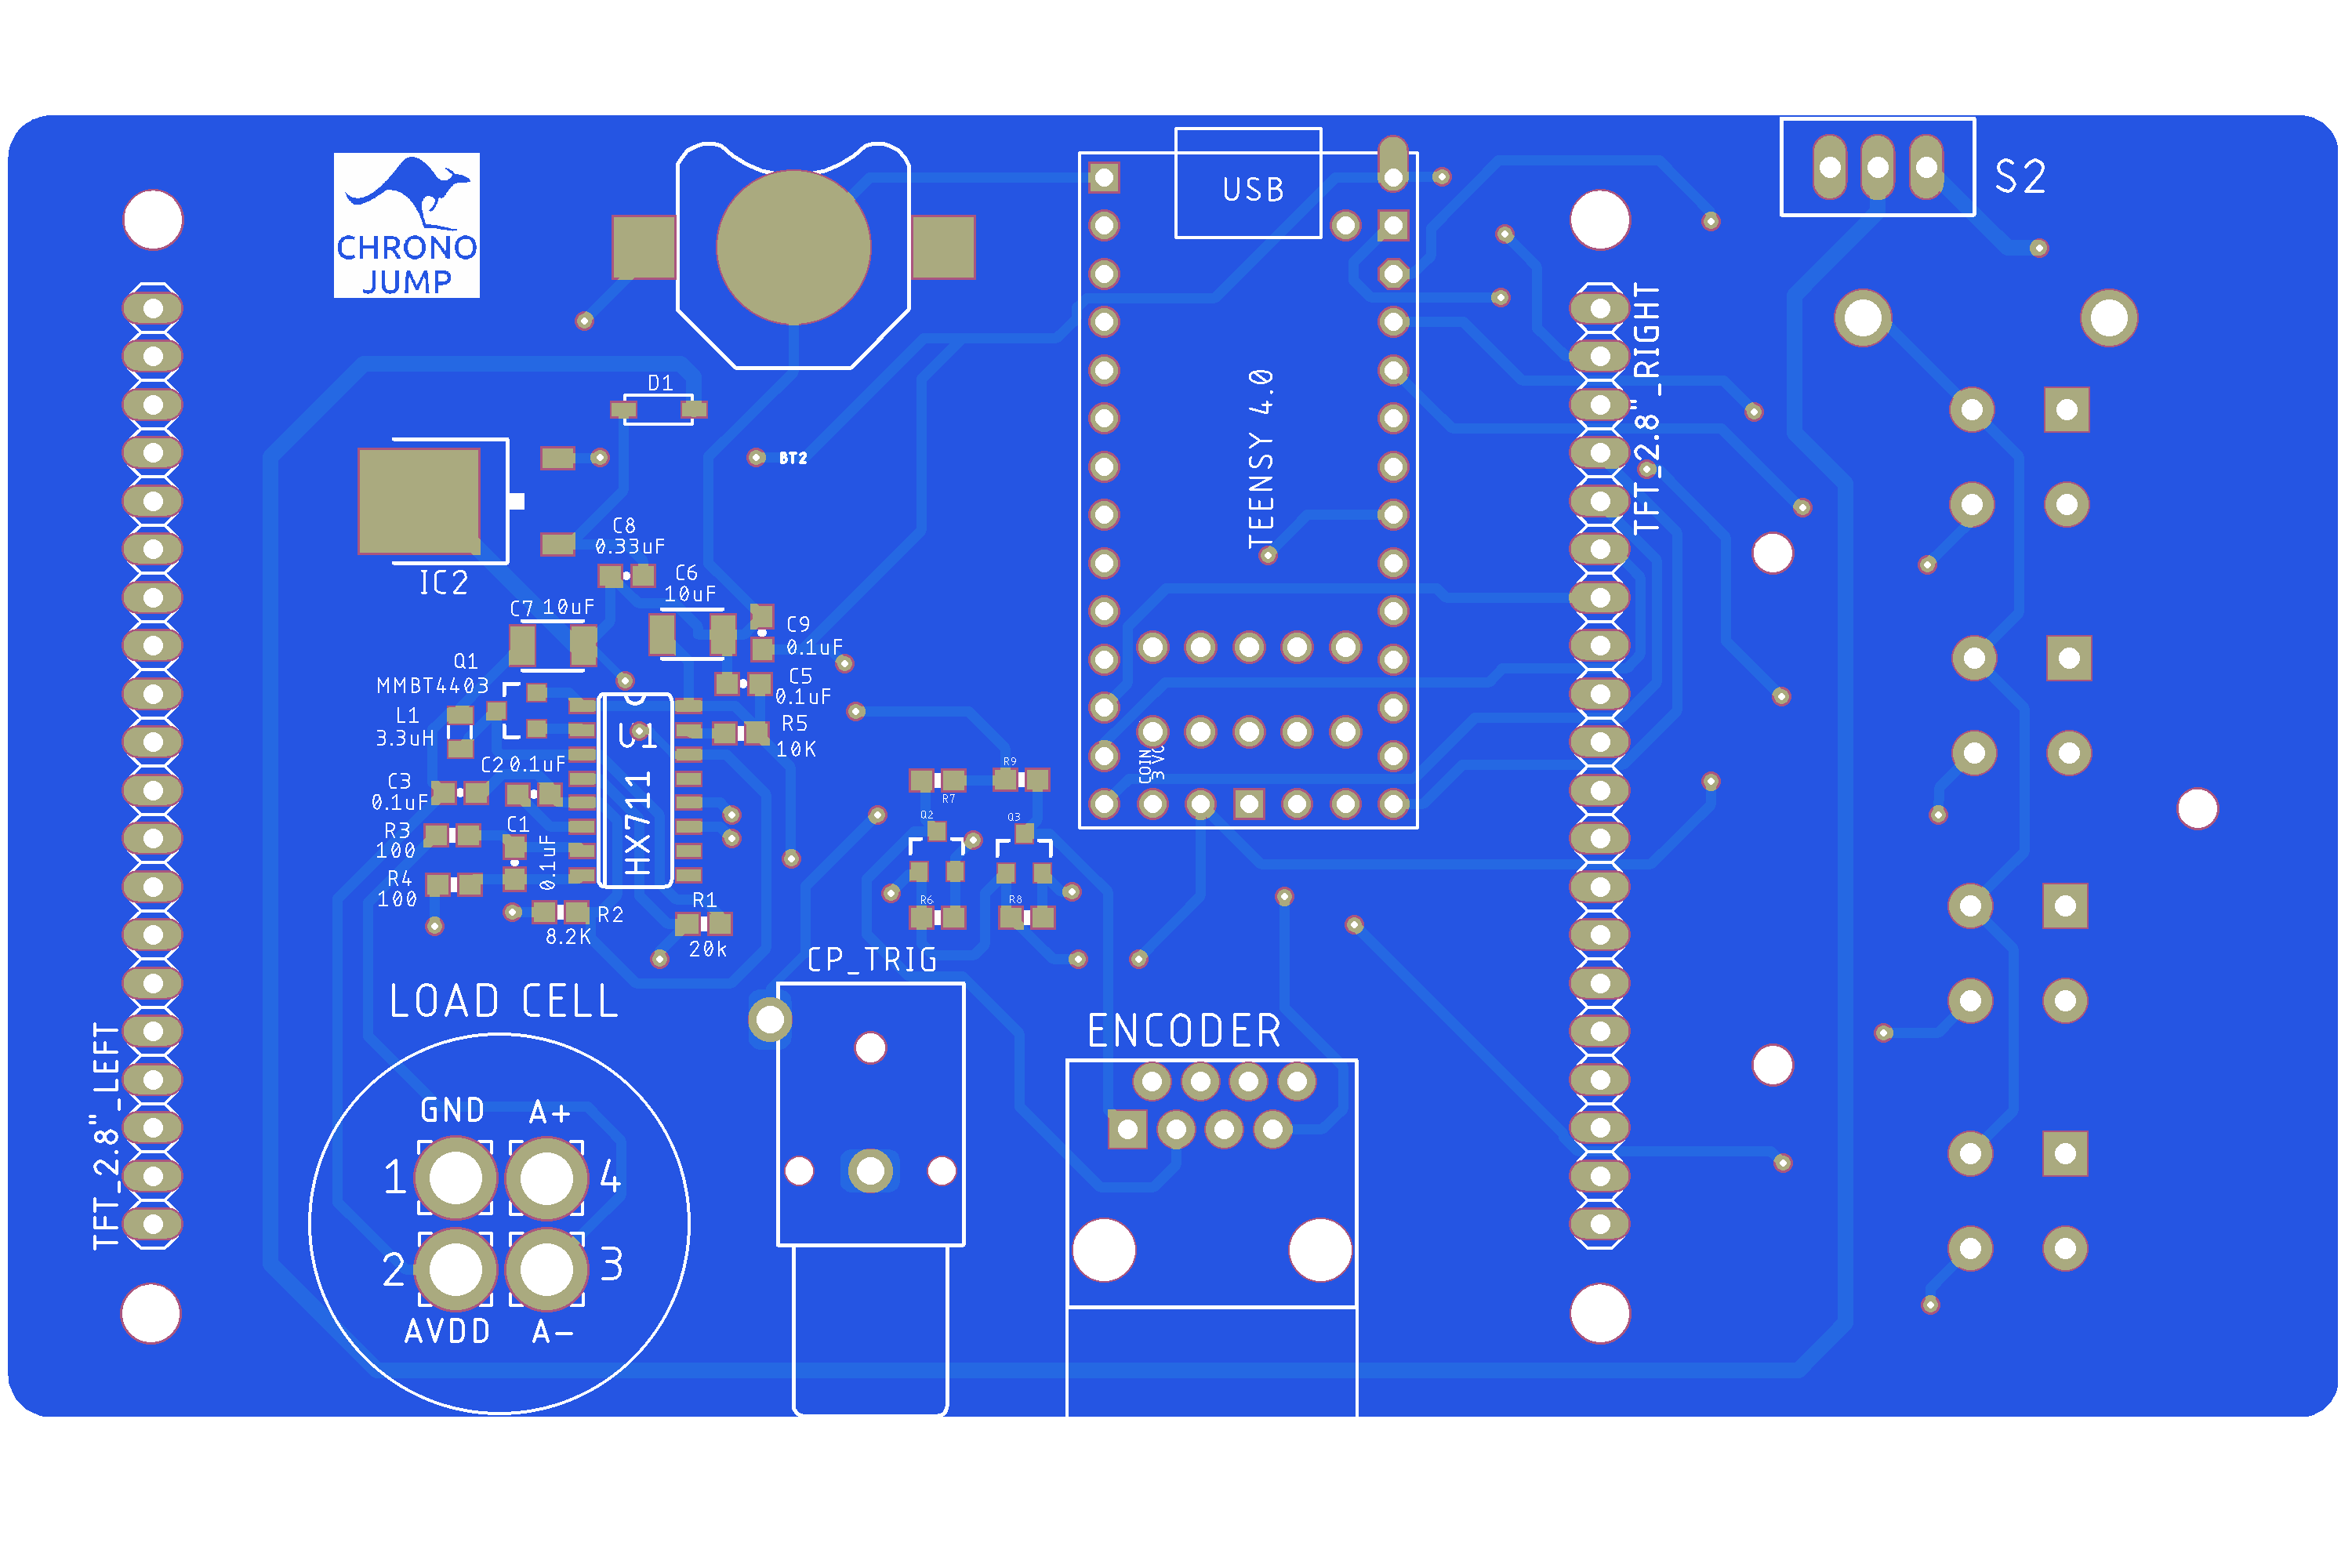 CHRONO
JUMP
USB
S2
TFT_2.8"_RIGHT
D1
TEENSY 4.0
BT2
C8
0.33uF
IC2
C6
10uF
C7 10uF
C9
0.1uF
Q1
MMBT4403
C5
0.1uF
L1
3.3uH
R5
10K
U1
HX711
C2 0.1uF
COIN
3 VC
C3
0.1uF
C1
0.1uF
R9
R7
Q2
Q3
R3
100
R4
100
R6
R8
R2
8.2K
R1
20k
CP_TRIG
LOAD CELL
ENCODER
TFT_2.8"_LEFT
GND
A+
1
4
2
3
AVDD
A-